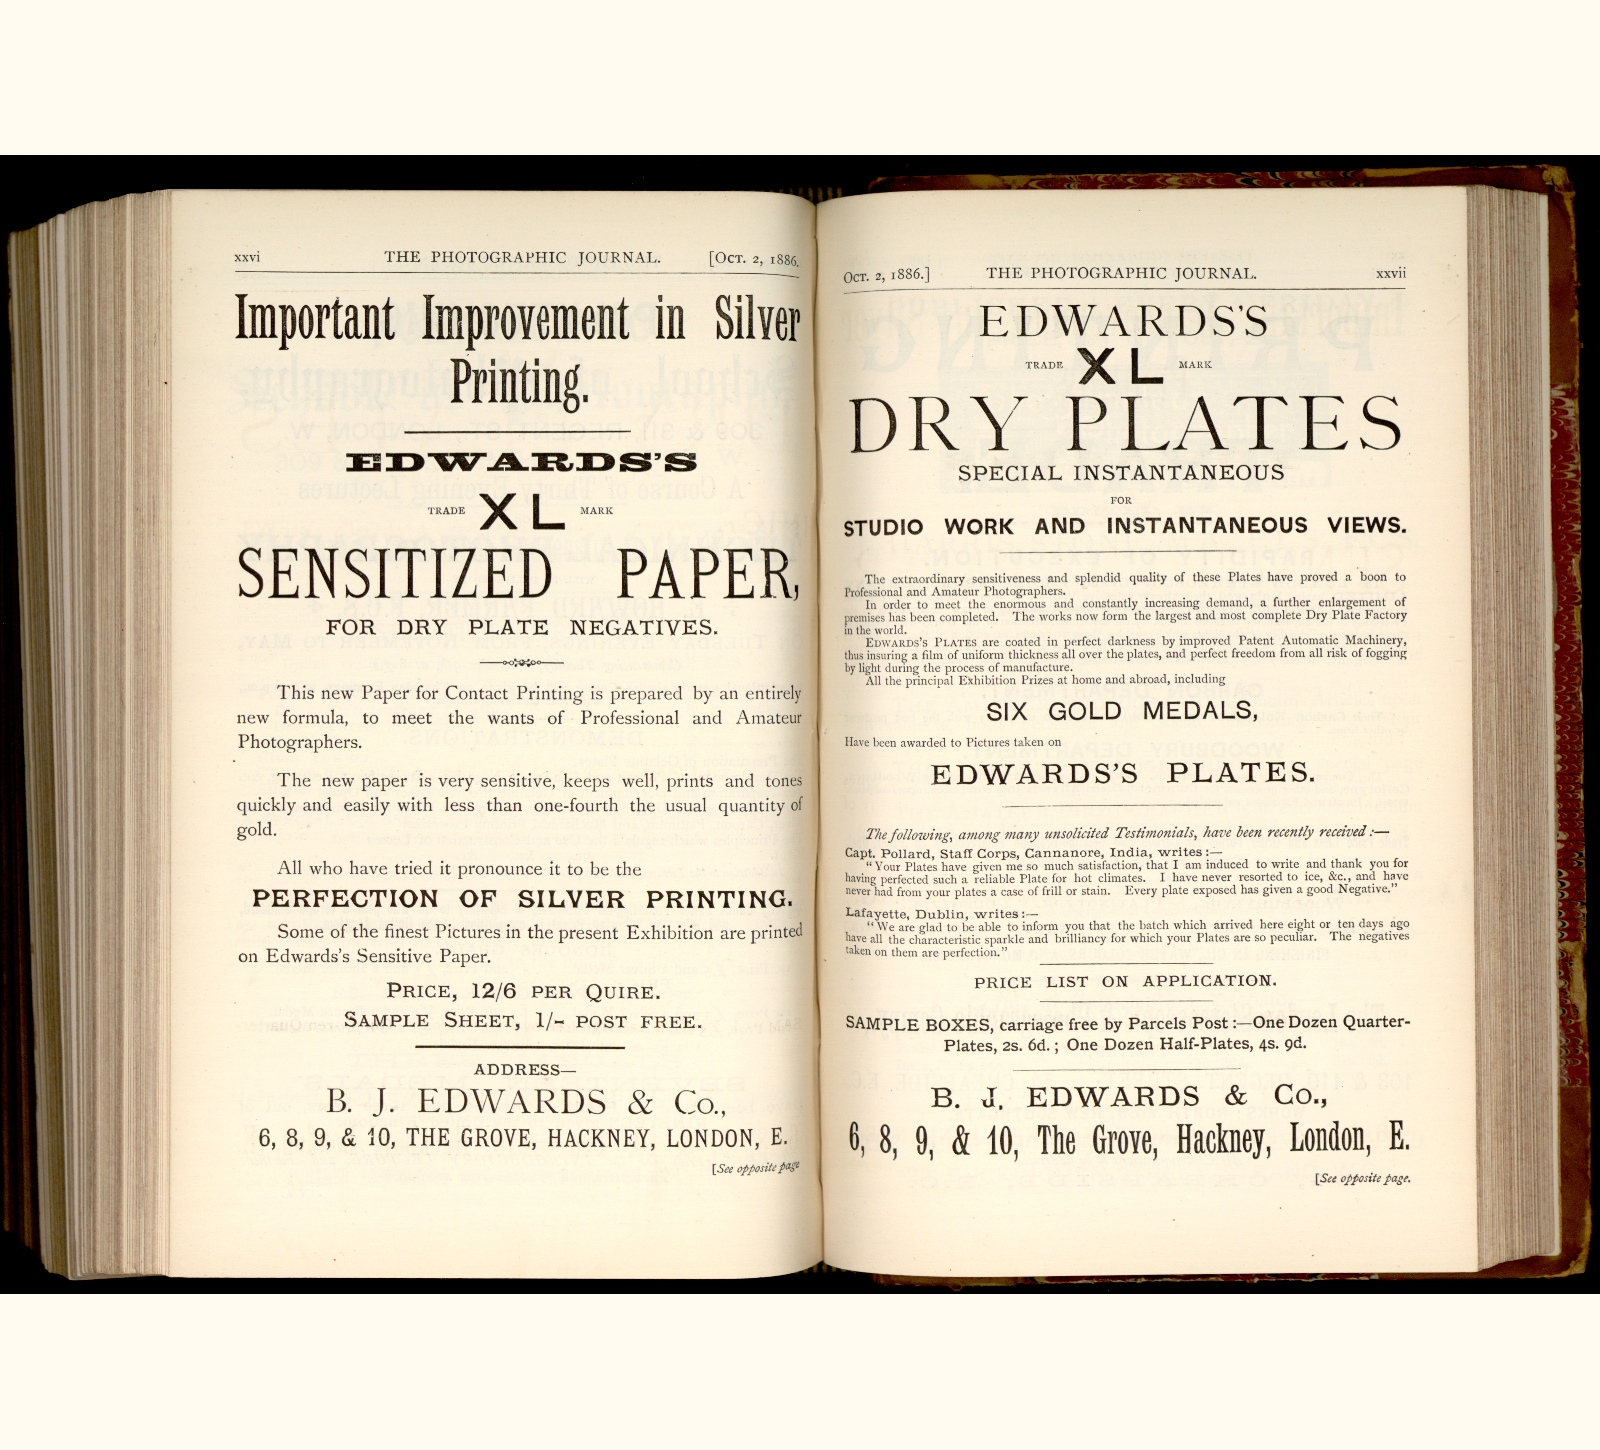 xxvi THE PHOTOGRAPHIC JOURNAL. [Oct. 2, 1886.
Important Improvement in Silver
Printing.
EDWARDS'S
TRADE XL MARK
SENSITIZED PAPER,
FOR DRY PLATE NEGATIVES.
This new Paper for Contact Printing is prepared by an entirely
new formula, to meet the wants of Professional and Amateur
Photographers.
The new paper is very sensitive, keeps well, prints and tones
quickly and easily with less than one-fourth the usual quantity of
gold.
All who have tried it pronounce it to be the
PERFECTION OF SILVER PRINTING.
Some of the finest Pictures in the present Exhibition are printed
on Edwards's Sensitive Paper.
PRICE, 12/6 PER QUIRE.
SAMPLE SHEET, 1/- POST FREE.
ADDRESS—
B. J. EDWARDS & Co.,
6, 8, 9, & 10, THE GROVE, HACKNEY, LONDON, E.
[See opposite page
Oct. 2, 1886.] THE PHOTOGRAPHIC JOURNAL. xxvii
EDWARDS'S
TRADE XL MARK
DRY PLATES
SPECIAL INSTANTANEOUS
FOR
STUDIO WORK AND INSTANTANEOUS VIEWS.
The extraordinary sensitiveness and splendid quality of these Plates have proved a boon to
Professional and Amateur Photographers.
In order to meet the enormous and constantly increasing demand, a further enlargement of
premises has been completed. The works now form the largest and most complete Dry Plate Factory
in the world.
EDWARDS'S PLATES are coated in perfect darkness by improved Patent Automatic Machinery,
thus insuring a film of uniform thickness all over the plates, and perfect freedom from all risk of fogging
by light during the process of manufacture.
All the principal Exhibition Prizes at home and abroad, including
SIX GOLD MEDALS,
Have been awarded to Pictures taken on
EDWARDS'S PLATES.
The following, among many unsolicited Testimonials, have been recently received :—
Capt. Pollard, Staff Corps, Cannanore, India, writes :—
"Your Plates have given me so much satisfaction, that I am induced to write and thank you for
having perfected such a reliable Plate for hot climates. I have never resorted to ice, &c., and have
never had from your plates a case of frill or stain. Every plate exposed has given a good Negative."
Lafayette, Dublin, writes :—
"We are glad to be able to inform you that the batch which arrived here eight or ten days ago
have all the characteristic sparkle and brilliancy for which your Plates are so peculiar. The negatives
taken on them are perfection."
PRICE LIST ON APPLICATION.
SAMPLE BOXES, carriage free by Parcels Post :—One Dozen Quarter-
Plates, 2s. 6d. ; One Dozen Half-Plates, 4s. 9d.
B. J. EDWARDS & Co.,
6, 8, 9, & 10, The Grove, Hackney, London, E.
[See opposite page.